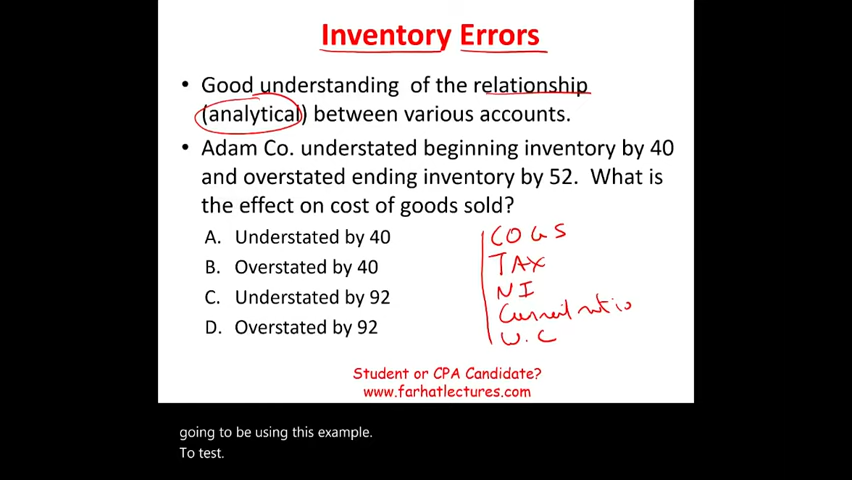 Inventory Errors
• Good understanding of the relationship
(analytical) between various accounts.
• Adam Co. understated beginning inventory by 40
and overstated ending inventory by 52. What is
the effect on cost of goods sold?
A. Understated by 40
B. Overstated by 40
C. Understated by 92
D. Overstated by 92
COGS
TAX
NI
Current ratio
W.C
Student or CPA Candidate?
www.farhatlectures.com
going to be using this example.
To test.